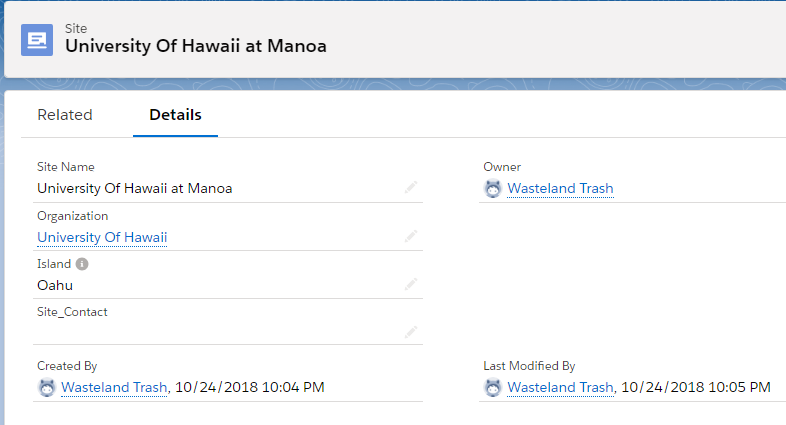 Site
University Of Hawaii at Manoa
Related
Details
Site Name
University Of Hawaii at Manoa
Owner
Wasteland Trash
Organization
University Of Hawaii
Island
Oahu
Site_Contact
Created By
Wasteland Trash, 10/24/2018 10:04 PM
Last Modified By
Wasteland Trash, 10/24/2018 10:05 PM